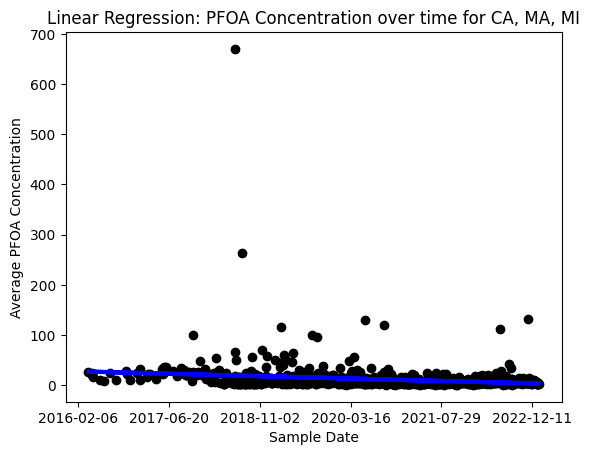 Linear Regression: PFOA Concentration over time for CA, MA, MI
700
600
500
400
300
200
100
0
Average PFOA Concentration
2016-02-06 2017-06-20 2018-11-02 2020-03-16 2021-07-29 2022-12-11
Sample Date